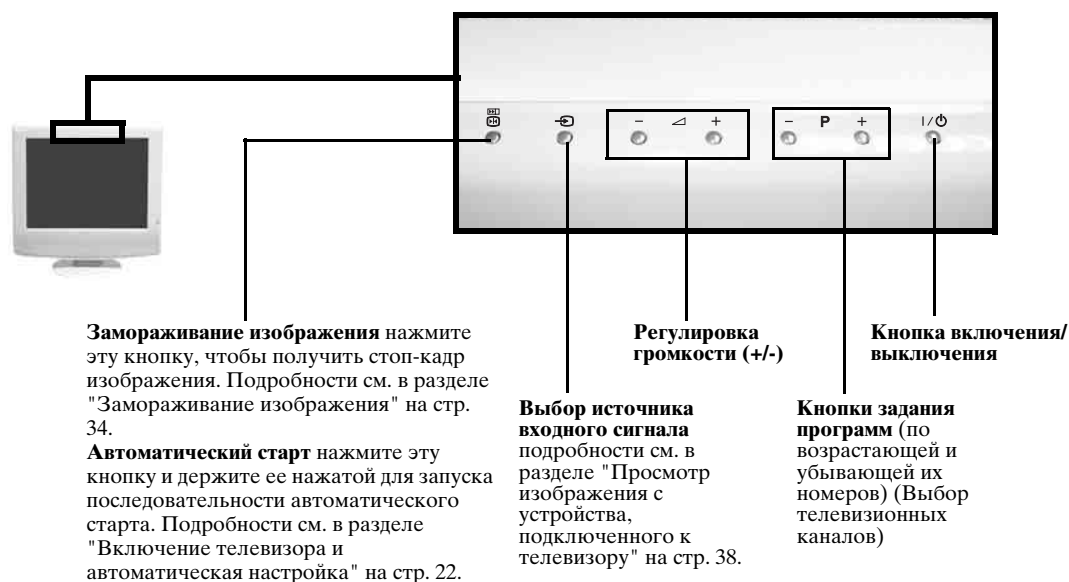 - + - P + I/
Замораживание изображения нажмите
эту кнопку, чтобы получить стоп-кадр
изображения. Подробности см. в разделе
"Замораживание изображения" на стр.
34.
Автоматический старт нажмите эту
кнопку и держите ее нажатой для запуска
последовательности автоматического
старта. Подробности см. в разделе
"Включение телевизора и
автоматическая настройка" на стр. 22.
Выбор источника
входного сигнала
подробности см. в
разделе "Просмотр
изображения с
устройства,
подключенного к
телевизору" на стр. 38.
Регулировка
громкости (+/-)
Кнопки задания
программ (по
возрастающей и
убывающей их
номеров) (Выбор
телевизионных
каналов)
Кнопка включения/
выключения